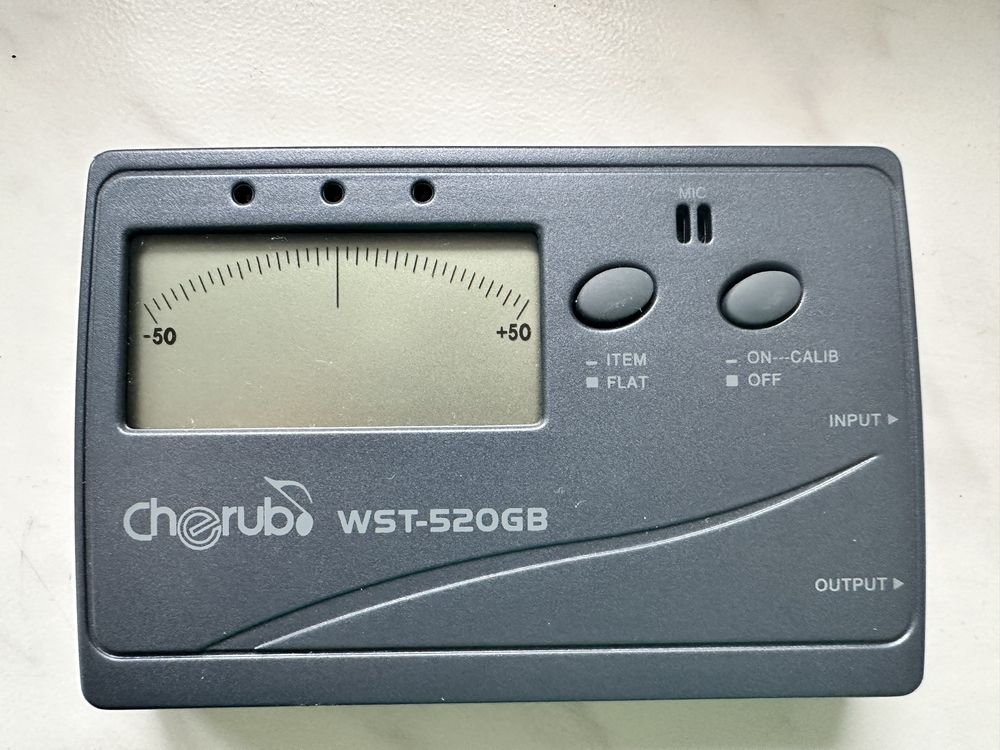 MIC
-50
+50
ITEM
FLAT
ON---CALIB
OFF
INPUT
cherub
WST-520GB
OUTPUT